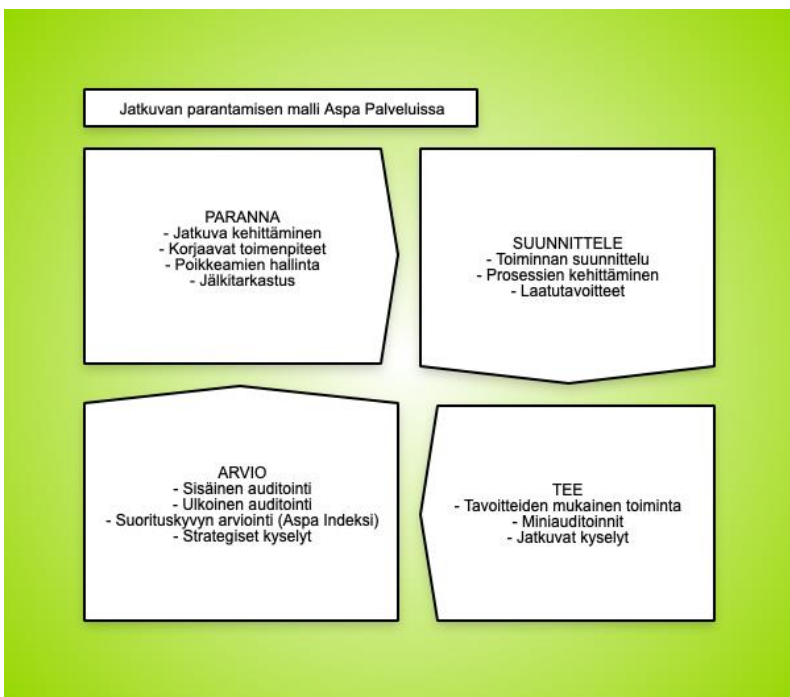 Jatkuvan parantamisen malli Aspa Palveluissa
PARANNA
- Jatkuva kehittäminen
- Korjaavat toimenpiteet
- Poikkeamien hallinta
- Jälkitarkastus
SUUNNITTELE
- Toiminnan suunnittelu
- Prosessien kehittäminen
- Laatutavoitteet
ARVIO
- Sisäinen auditointi
- Ulkoinen auditointi
- Suorituskyvyn arviointi (Aspa Indeksi)
- Strategiset kyselyt
TEE
- Tavoitteiden mukainen toiminta
- Miniauditoinnit
- Jatkuvat kyselyt